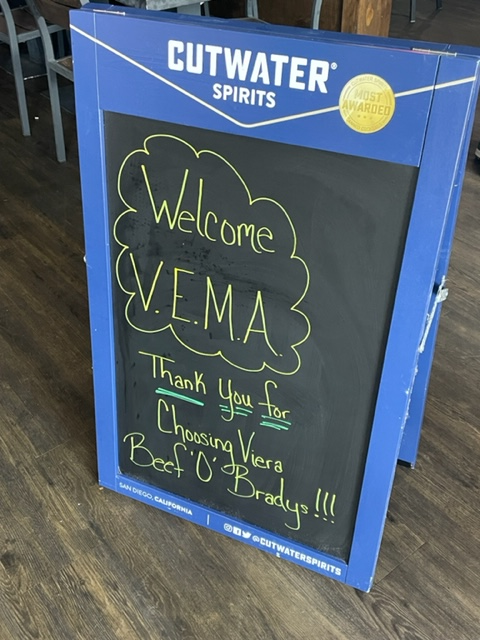 CUTWATER®
SPIRITS
MOST
AWARDED
Welcome
V.E.M.A.
Thank You for
Choosing Viera
Beef 'O' Bradys!!!
SAN DIEGO, CALIFORNIA | @CUTWATERSPIRITS